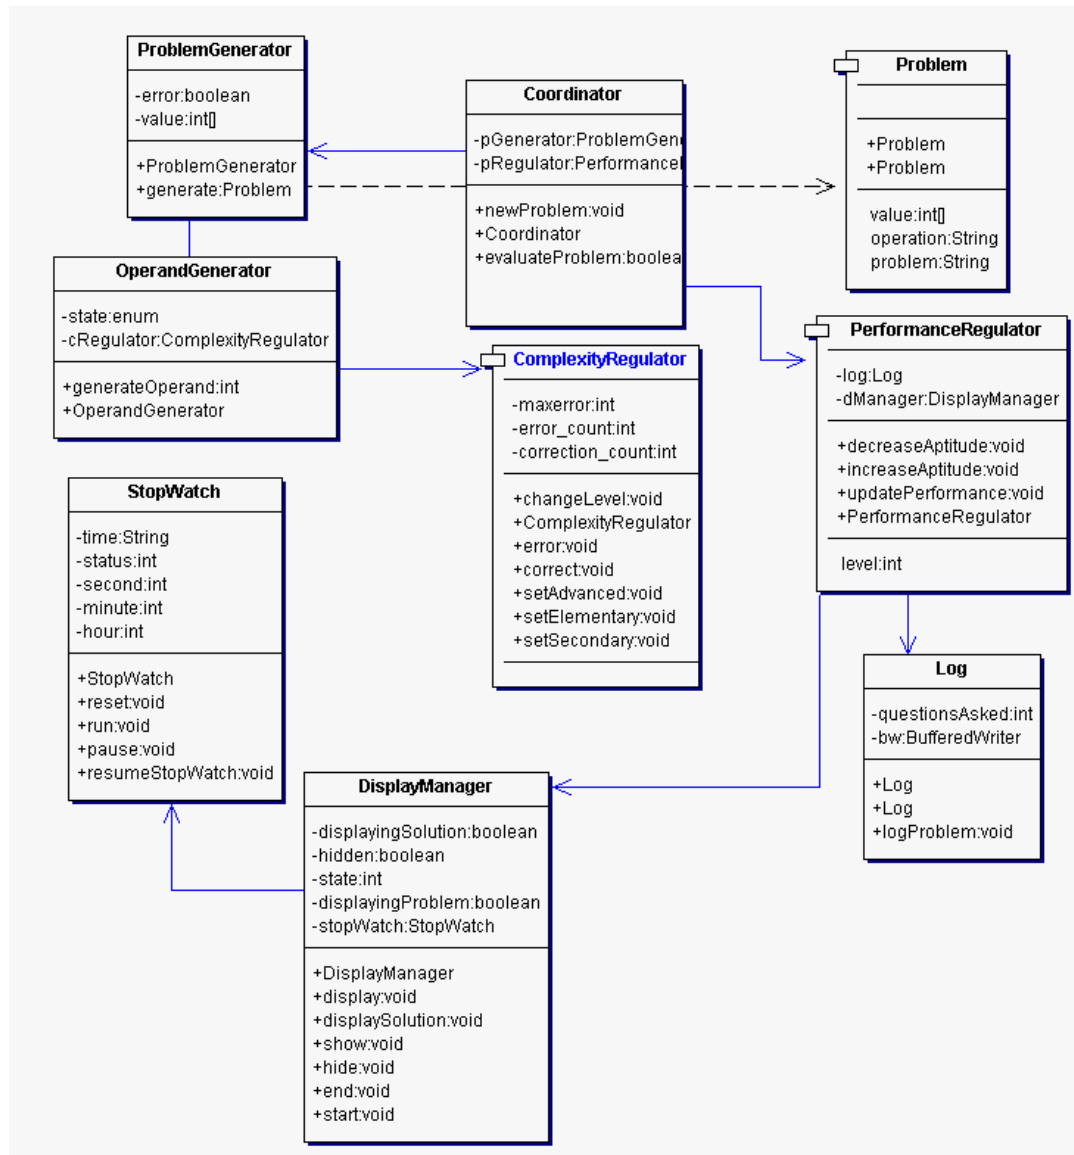 ProblemGenerator
-error:boolean
-value:int[]
+ProblemGenerator
+generate:Problem
Coordinator
-pGenerator:ProblemGen
-pRegulator:Performance
+newProblem:void
+Coordinator
+evaluateProblem:boolea
Problem
+Problem
+Problem
value:int[]
operation:String
problem:String
OperandGenerator
-state:enum
-cRegulator:ComplexityRegulator
+generateOperand:int
+OperandGenerator
ComplexityRegulator
-maxerror:int
-error_count:int
-correction_count:int
+changeLevel:void
+ComplexityRegulator
+error:void
+correct:void
+setAdvanced:void
+setElementary:void
+setSecondary:void
PerformanceRegulator
-log:Log
-dManager:DisplayManager
+decreaseAptitude:void
+increaseAptitude:void
+updatePerformance:void
+PerformanceRegulator
level:int
StopWatch
-time:String
-status:int
-second:int
-minute:int
-hour:int
+StopWatch
+reset:void
+run:void
+pause:void
+resumeStopWatch:void
Log
-questionsAsked:int
-bw:BufferedWriter
+Log
+Log
+logProblem:void
DisplayManager
-displayingSolution:boolean
-hidden:boolean
-state:int
-displayingProblem:boolean
-stopWatch:StopWatch
+DisplayManager
+display:void
+displaySolution:void
+show:void
+hide:void
+end:void
+start:void